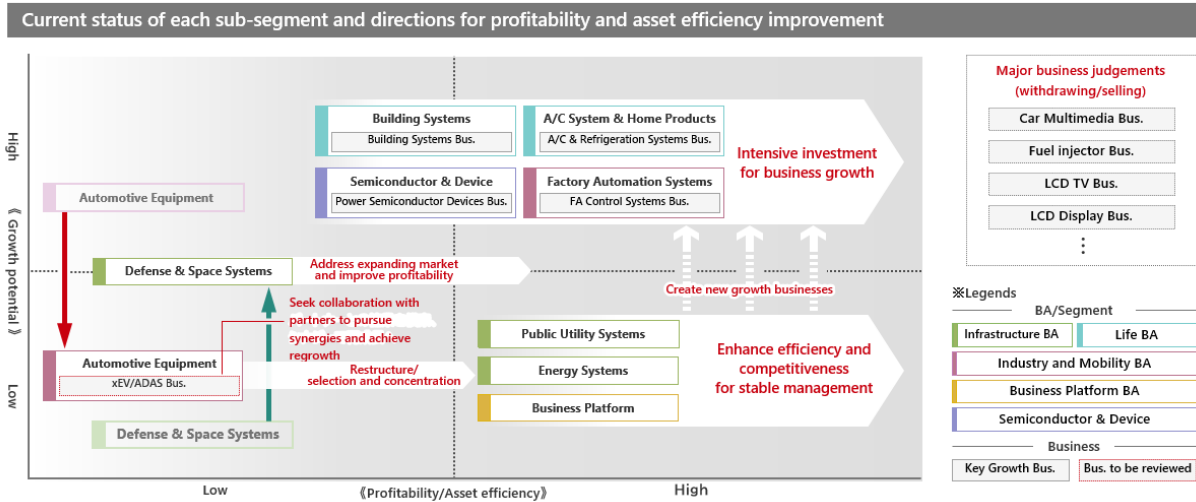 Current status of each sub-segment and directions for profitability and asset efficiency improvement
High
《 Growth potential 》
Low
Automotive Equipment
Building Systems
Building Systems Bus.
A/C System & Home Products
A/C & Refrigeration Systems Bus.
Semiconductor & Device
Power Semiconductor Devices Bus.
Factory Automation Systems
FA Control Systems Bus.
Intensive investment
for business growth
Defense & Space Systems
Address expanding market
and improve profitability
Seek collaboration with
partners to pursue
synergies and achieve
regrowth
Create new growth businesses
Automotive Equipment
xEV/ADAS Bus.
Restructure/
selection and concentration
Public Utility Systems
Energy Systems
Business Platform
Enhance efficiency and
competitiveness
for stable management
Defense & Space Systems
Low
《Profitability/Asset efficiency》
High
Major business judgements
(withdrawing/selling)
Car Multimedia Bus.
Fuel injector Bus.
LCD TV Bus.
LCD Display Bus.
⋮
※Legends
BA/Segment
Infrastructure BA
Life BA
Industry and Mobility BA
Business Platform BA
Semiconductor & Device
Business
Key Growth Bus.
Bus. to be reviewed